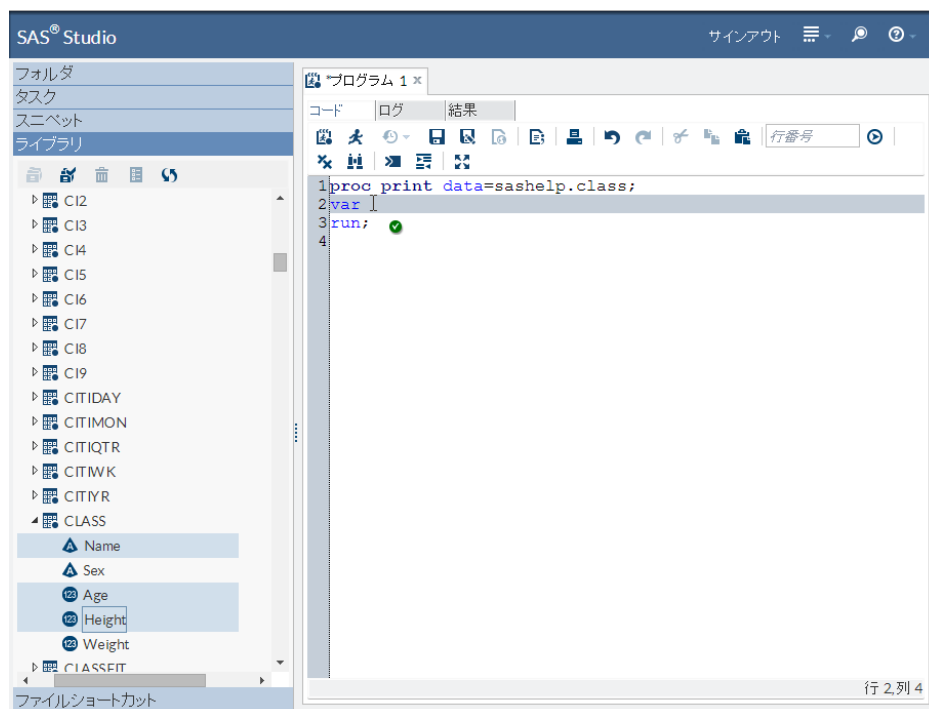 SAS® Studio
サインアウト
フォルダ
タスク
スニペット
ライブラリ
CI2
CI3
CI4
CI5
CI6
CI7
CI8
CI9
CITIDAY
CITIMON
CITIQTR
CITIWK
CITIYR
CLASS
Name
Sex
123 Age
123 Height
123 Weight
CLASSFIT
ファイルショートカット
*プログラム 1 ×
コード ログ 結果
行番号
1 proc print data=sashelp.class;
2 var
3 run;
4
行 2,列 4